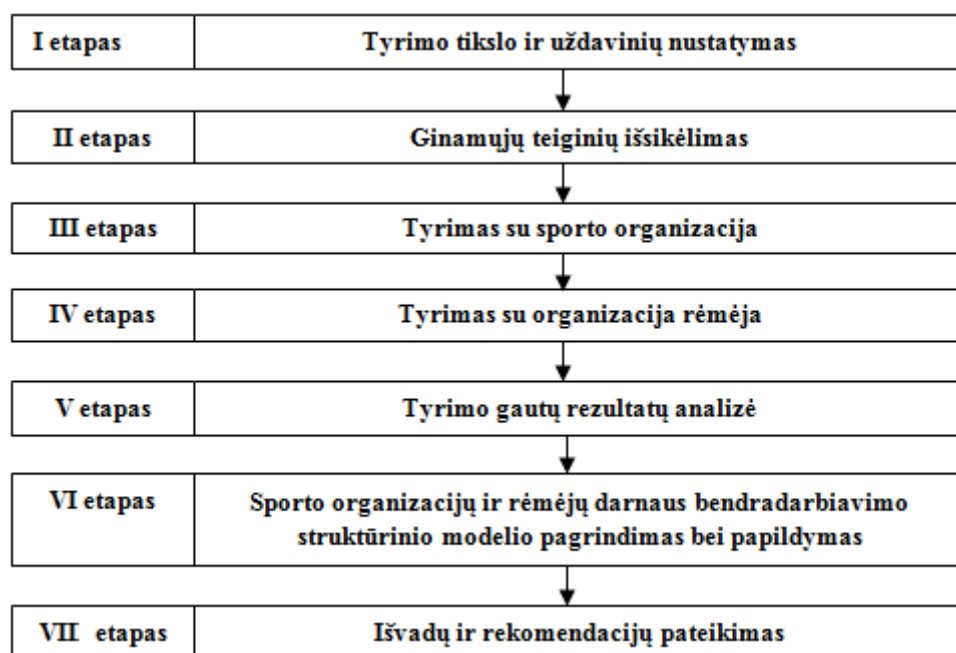 I etapas Tyrimo tikslo ir uždavinių nustatymas
II etapas Ginamųjų teiginių išsikėlimas
III etapas Tyrimas su sporto organizacija
IV etapas Tyrimas su organizacija rėmėja
V etapas Tyrimo gautų rezultatų analizė
VI etapas Sporto organizacijų ir rėmėjų darnaus bendradarbiavimo
struktūrinio modelio pagrindimas bei papildymas
VII etapas Išvadų ir rekomendacijų pateikimas